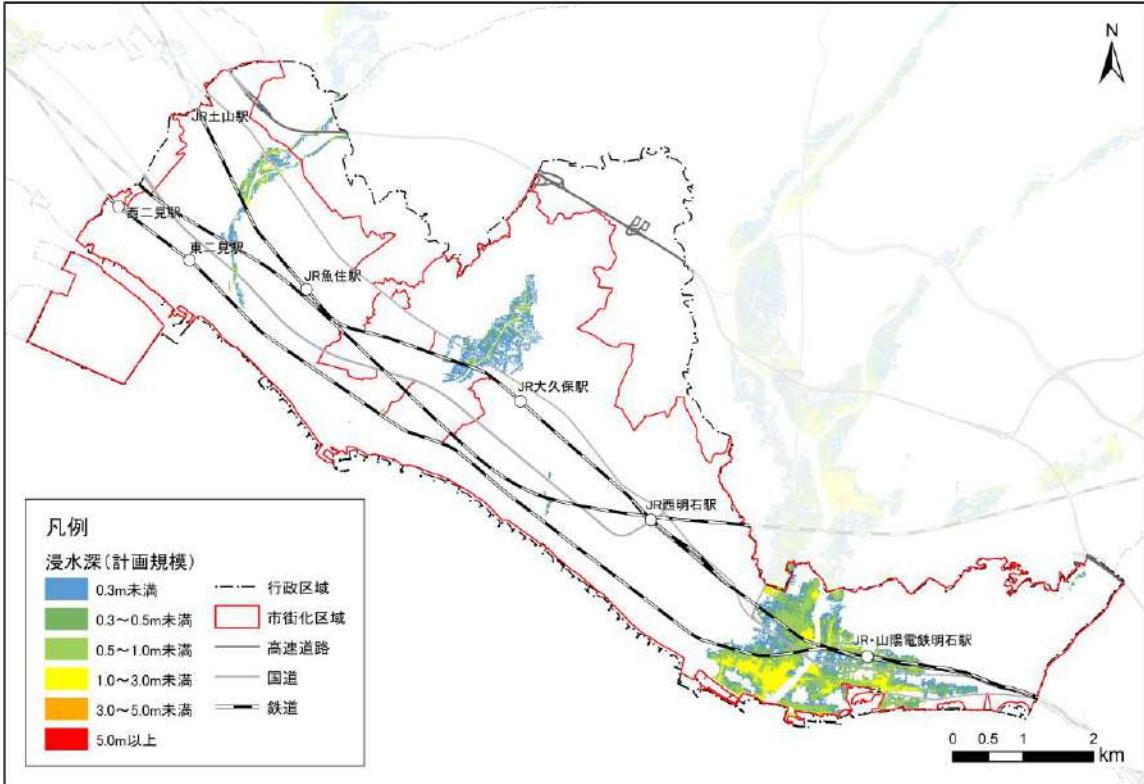 N
JR土山駅
西二見駅
東二見駅
JR魚住駅
JR大久保駅
JR西明石駅
JR・山陽電鉄明石駅
凡例
浸水深(計画規模)
0.3m未満
0.3～0.5m未満
0.5～1.0m未満
1.0～3.0m未満
3.0～5.0m未満
5.0m以上
行政区域
市街化区域
高速道路
国道
鉄道
0 0.5 1 2
km